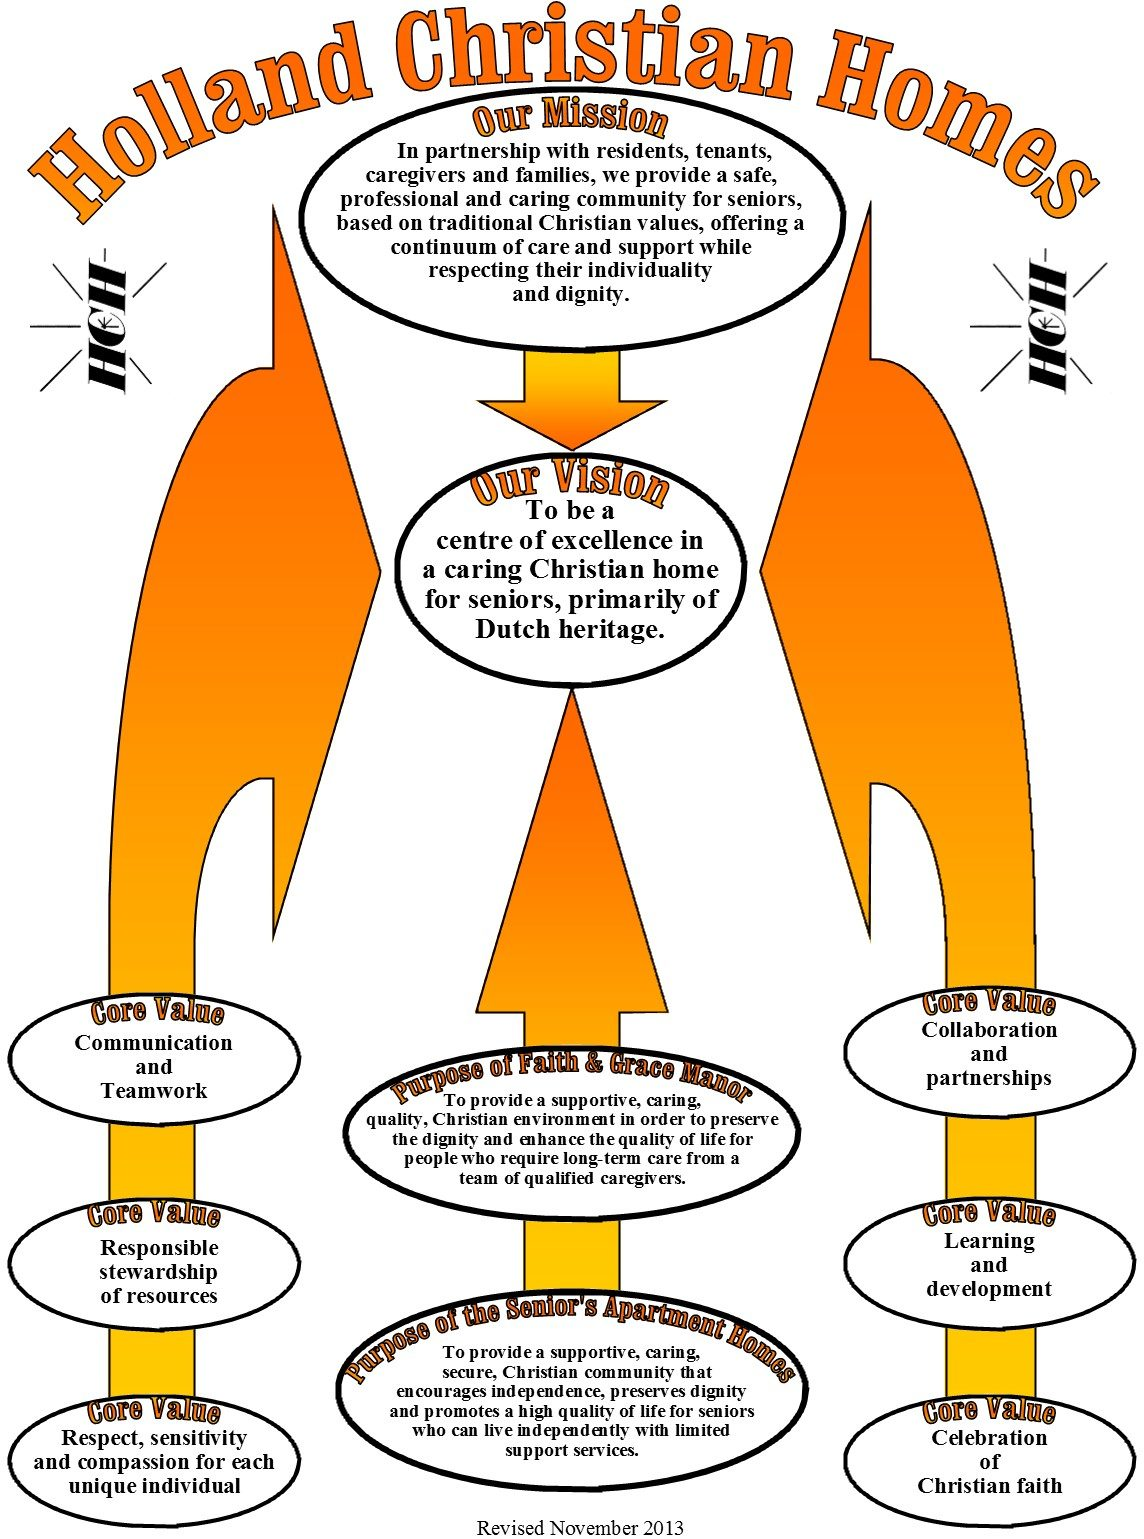 Holland Christian Homes
Our Mission
In partnership with residents, tenants,
caregivers and families, we provide a safe,
professional and caring community for seniors,
based on traditional Christian values, offering a
continuum of care and support while
respecting their individuality
and dignity.
HCH
HCH
Our Vision
To be a
centre of excellence in
a caring Christian home
for seniors, primarily of
Dutch heritage.
Core Value
Communication
and
Teamwork
Core Value
Responsible
stewardship
of resources
Core Value
Respect, sensitivity
and compassion for each
unique individual
Purpose of Faith & Grace Manor
To provide a supportive, caring,
quality, Christian environment in order to preserve
the dignity and enhance the quality of life for
people who require long-term care from a
team of qualified caregivers.
Purpose of the Senior's Apartment Homes
To provide a supportive, caring,
secure, Christian community that
encourages independence, preserves dignity
and promotes a high quality of life for seniors
who can live independently with limited
support services.
Core Value
Collaboration
and
partnerships
Core Value
Learning
and
development
Core Value
Celebration
of
Christian faith
Revised November 2013